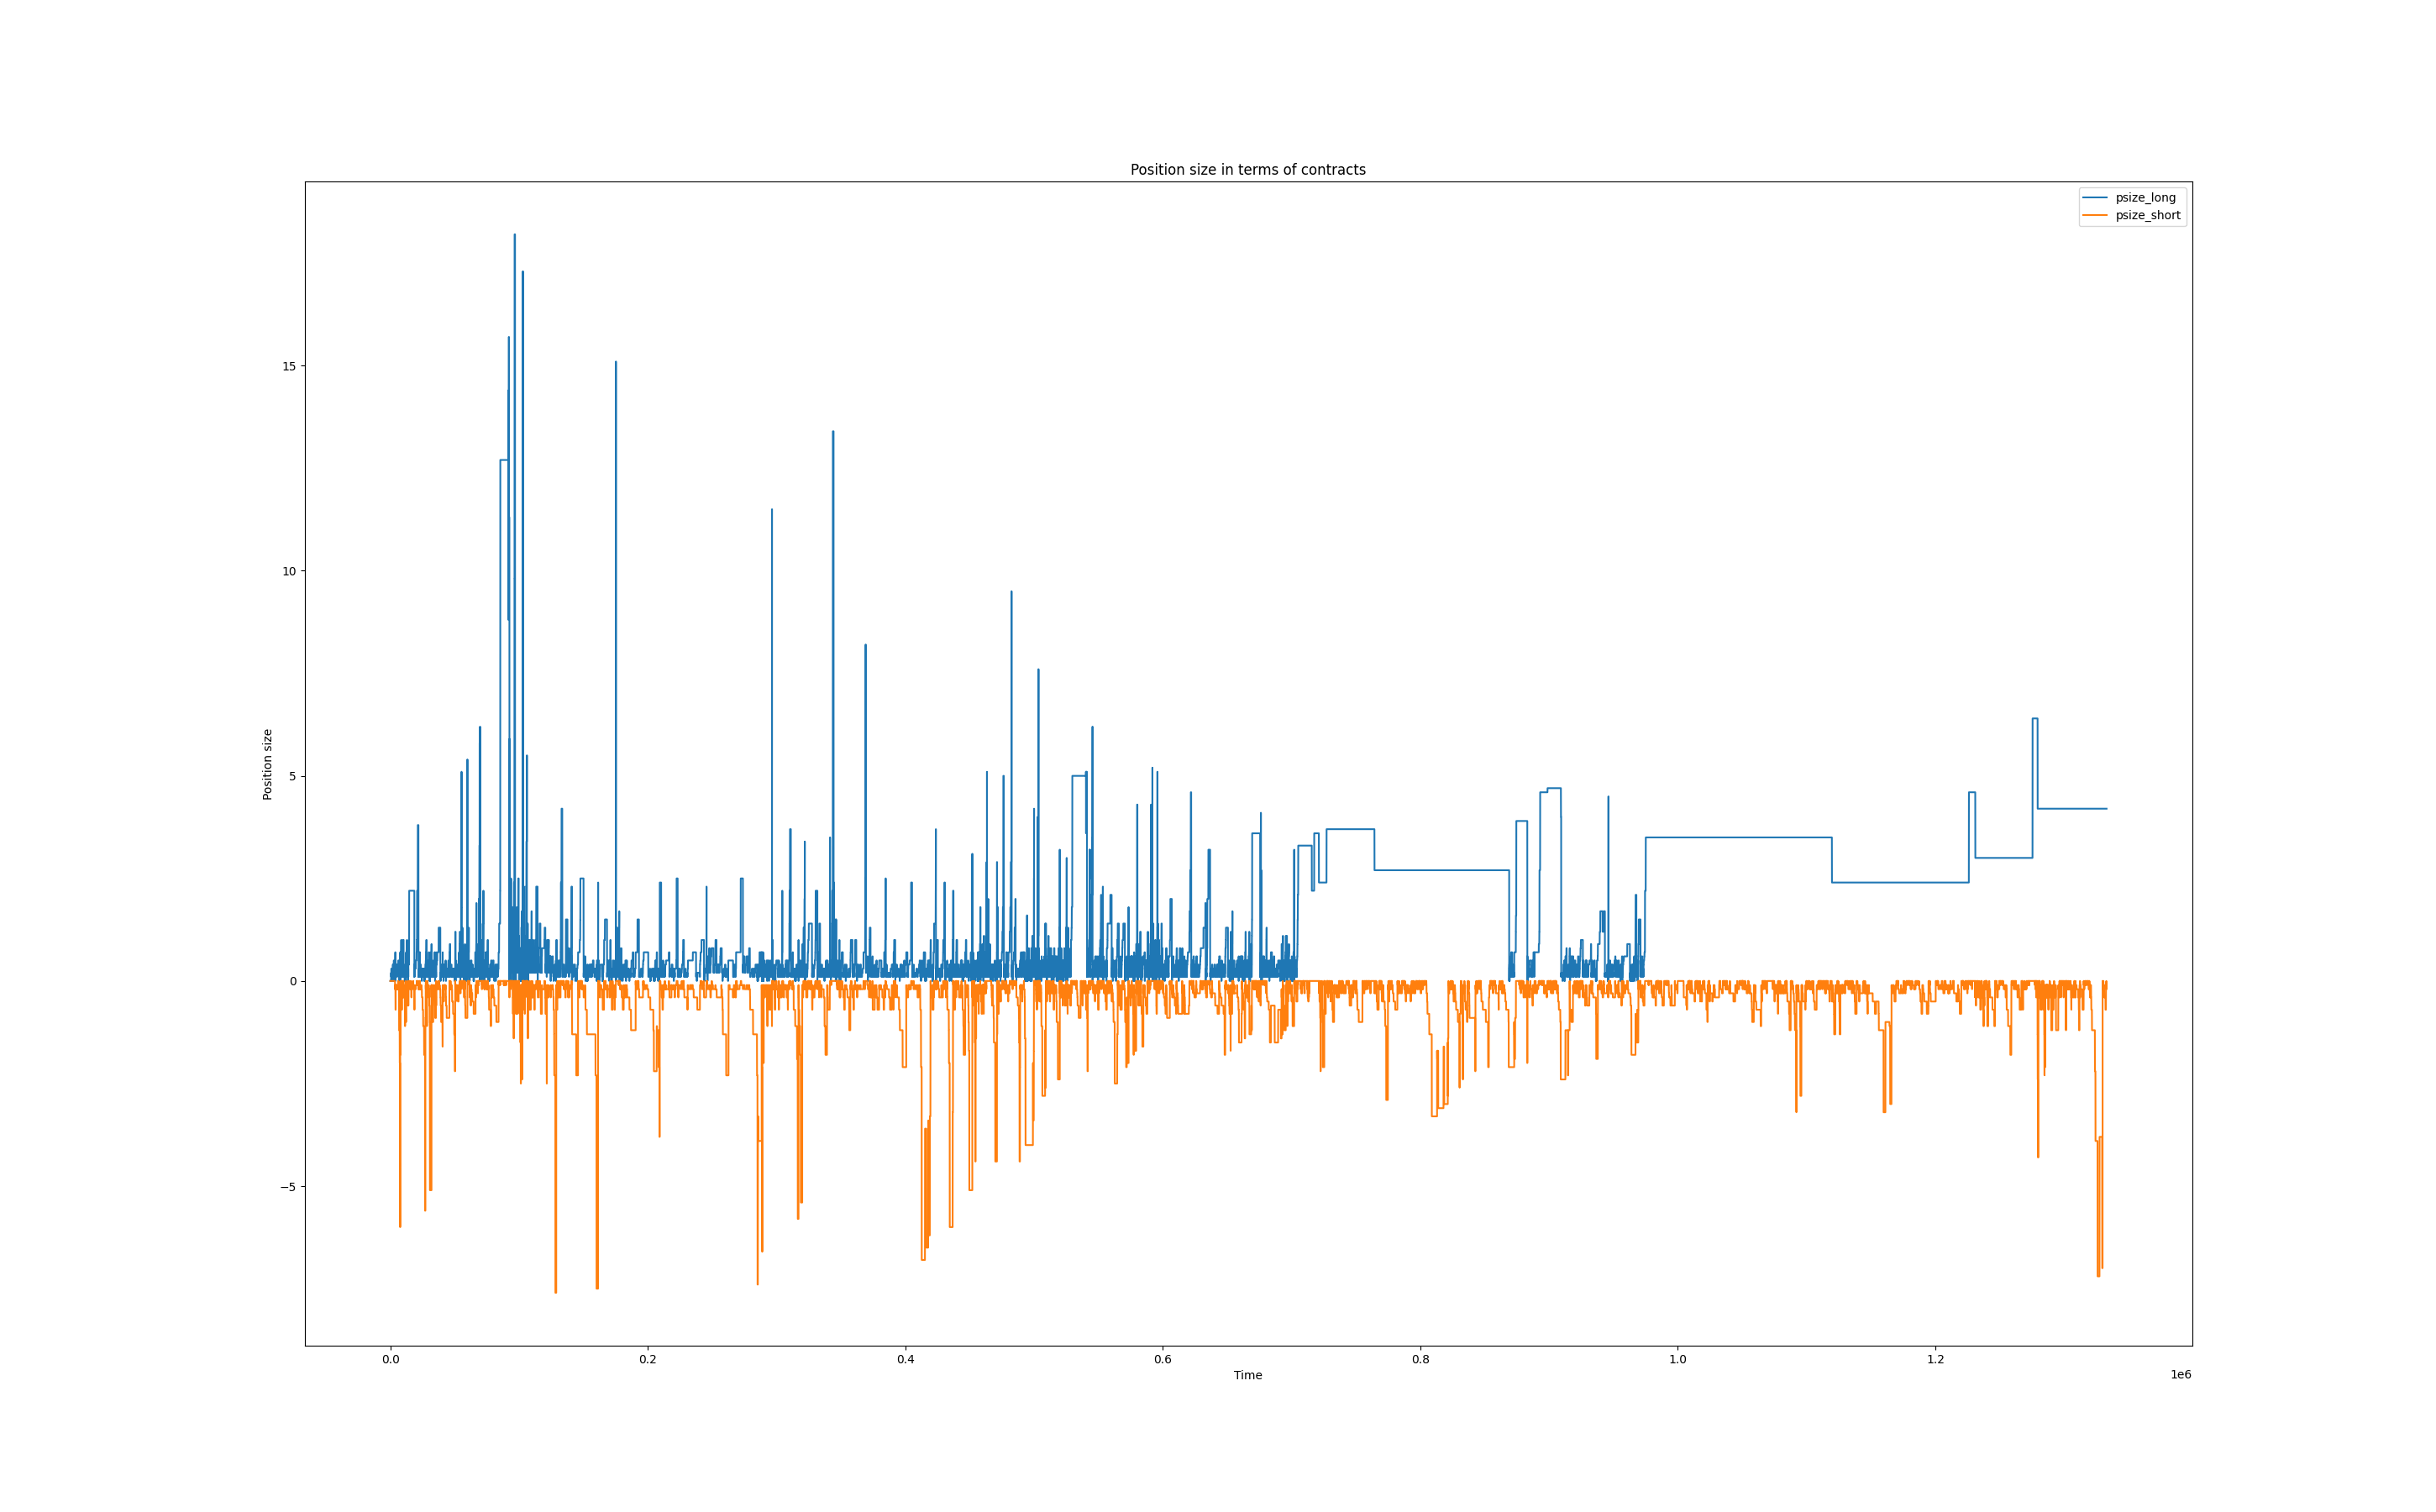 Position size in terms of contracts
psize_long
psize_short
Position size
15
10
5
0
−5
0.0 0.2 0.4 0.6 0.8 1.0 1.2
Time
1e6